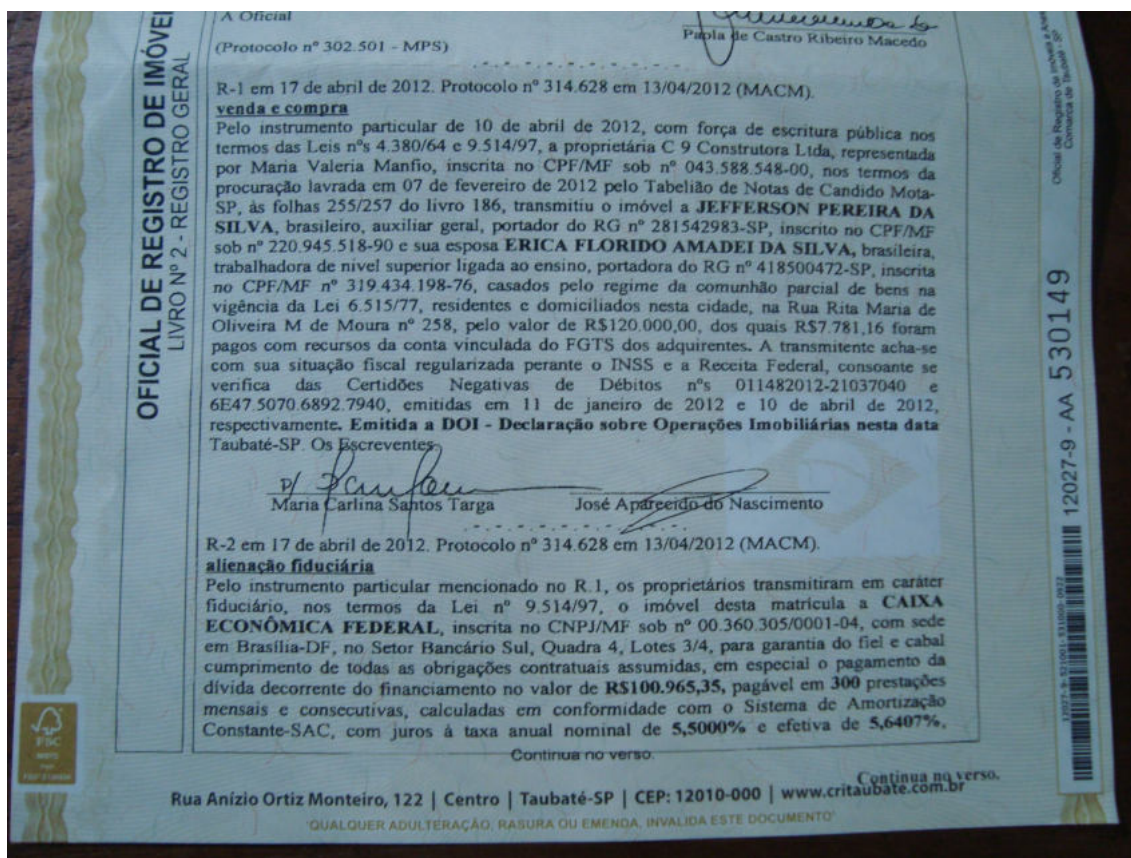 A Oficial
Paola de Castro Ribeiro Macedo
(Protocolo nº 302.501 - MPS)
OFICIAL DE REGISTRO DE IMÓVEI
LIVRO Nº 2 - REGISTRO GERAL
R-1 em 17 de abril de 2012. Protocolo nº 314.628 em 13/04/2012 (MACM).
venda e compra
Pelo instrumento particular de 10 de abril de 2012, com força de escritura pública nos
termos das Leis nºs 4.380/64 e 9.514/97, a proprietária C 9 Construtora Ltda, representada
por Maria Valeria Manfio, inscrita no CPF/MF sob nº 043.588.548-00, nos termos da
procuração lavrada em 07 de fevereiro de 2012 pelo Tabelião de Notas de Candido Mota-
SP, às folhas 255/257 do livro 186, transmitiu o imóvel a JEFFERSON PEREIRA DA
SILVA, brasileiro, auxiliar geral, portador do RG nº 281542983-SP, inscrito no CPF/MF
sob nº 220.945.518-90 e sua esposa ERICA FLORIDO AMADEI DA SILVA, brasileira,
trabalhadora de nivel superior ligada ao ensino, portadora do RG nº 418500472-SP, inscrita
no CPF/MF nº 319.434.198-76, casados pelo regime da comunhão parcial de bens na
vigência da Lei 6.515/77, residentes e domiciliados nesta cidade, na Rua Rita Maria de
Oliveira M de Moura nº 258, pelo valor de R$120.000,00, dos quais R$7.781,16 foram
pagos com recursos da conta vinculada do FGTS dos adquirentes. A transmitente acha-se
com sua situação fiscal regularizada perante o INSS e a Receita Federal, consoante se
verifica das Certidões Negativas de Débitos nºs 011482012-21037040 e
6E47.5070.6892.7940, emitidas em 11 de janeiro de 2012 e 10 de abril de 2012,
respectivamente. Emitida a DOI - Declaração sobre Operações Imobiliárias nesta data
Taubaté-SP. Os Escreventes,
p/
Maria Carlina Santos Targa José Aparecido do Nascimento
R-2 em 17 de abril de 2012. Protocolo nº 314.628 em 13/04/2012 (MACM).
alienação fiduciária
Pelo instrumento particular mencionado no R.1, os proprietários transmitiram em caráter
fiduciário, nos termos da Lei nº 9.514/97, o imóvel desta matrícula a CAIXA
ECONÔMICA FEDERAL, inscrita no CNPJ/MF sob nº 00.360.305/0001-04, com sede
em Brasília-DF, no Setor Bancário Sul, Quadra 4, Lotes 3/4, para garantia do fiel e cabal
cumprimento de todas as obrigações contratuais assumidas, em especial o pagamento da
dívida decorrente do financiamento no valor de R$100.965,35, pagável em 300 prestações
mensais e consecutivas, calculadas em conformidade com o Sistema de Amortização
Constante-SAC, com juros à taxa anual nominal de 5,5000% e efetiva de 5,6407%,
Continua no verso.
Continua no verso.
Rua Anízio Ortiz Monteiro, 122 | Centro | Taubaté-SP | CEP: 12010-000 | www.critaubate.com.br
"QUALQUER ADULTERAÇÃO, RASURA OU EMENDA, INVALIDA ESTE DOCUMENTO"
Oficial de Registro de Imóveis e
Comarca de Taubaté - SP
12027-9 - AA 530149
FSC